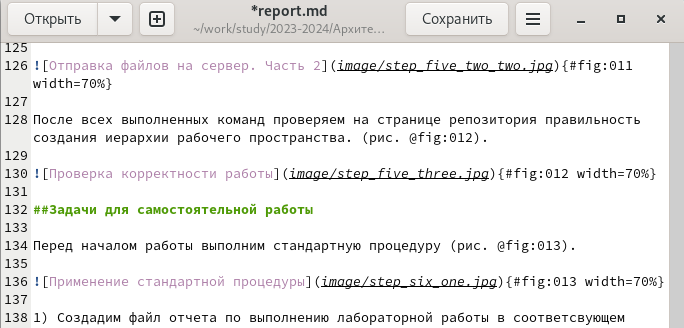 Открыть
*report.md
~/work/study/2023-2024/Архите...
Сохранить
125
126 ![Отправка файлов на сервер. Часть 2](image/step_five_two_two.jpg){#fig:011
width=70%}
127
128 После всех выполненных команд проверяем на странице репозитория правильность
создания иерархии рабочего пространства. (рис. @fig:012).
129
130 ![Проверка корректности работы](image/step_five_three.jpg){#fig:012 width=70%}
131
132 ##Задачи для самостоятельной работы
133
134 Перед началом работы выполним стандартную процедуру (рис. @fig:013).
135
136 ![Применение стандартной процедуры](image/step_six_one.jpg){#fig:013 width=70%}
137
138 1) Создадим файл отчета по выполнению лабораторной работы в соответсвующем